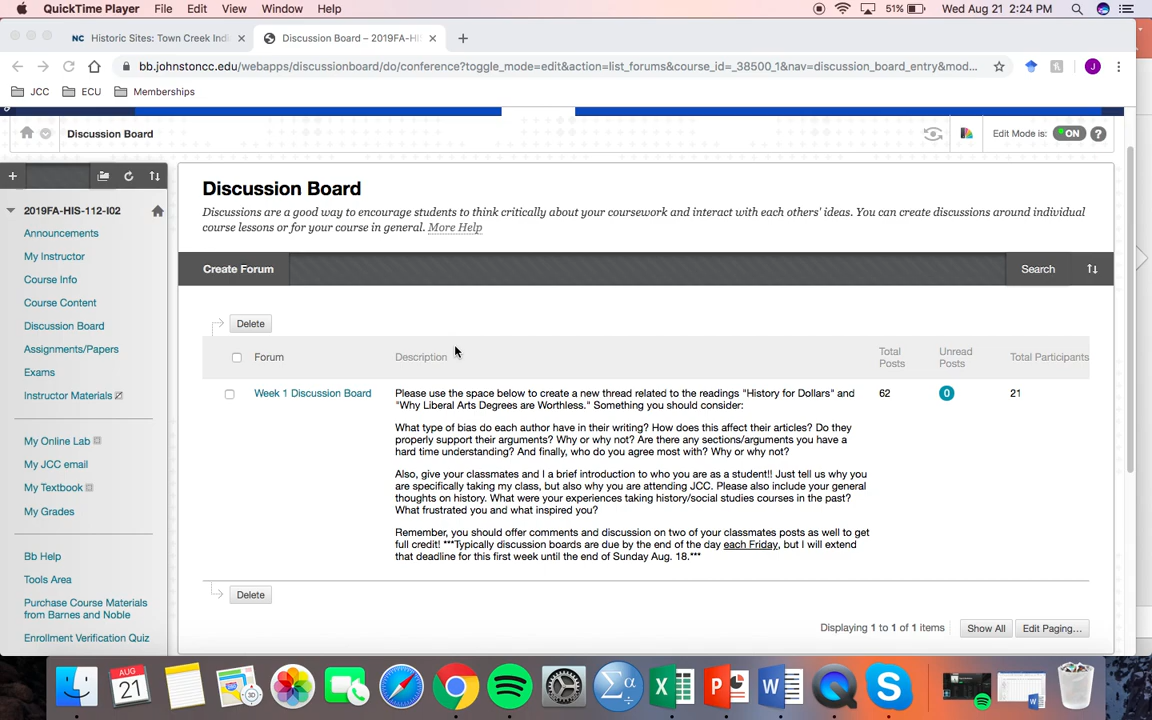 QuickTime Player File Edit View Window Help 51% Wed Aug 21 2:24 PM
NC Historic Sites: Town Creek Ind × Discussion Board – 2019FA-HIS × +
bb.johnstoncc.edu/webapps/discussionboard/do/conference?toggle_mode=edit&action=list_forums&course_id=_38500_1&nav=discussion_board_entry&mod... J
JCC ECU Memberships
Discussion Board Edit Mode is: ON ?
Discussion Board
Discussions are a good way to encourage students to think critically about your coursework and interact with each others' ideas. You can create discussions around individual
course lessons or for your course in general. More Help
Create Forum Search
Delete
Forum Description Total Posts Unread Posts Total Participants
Week 1 Discussion Board
Please use the space below to create a new thread related to the readings "History for Dollars" and
"Why Liberal Arts Degrees are Worthless." Something you should consider:
What type of bias do each author have in their writing? How does this affect their articles? Do they
properly support their arguments? Why or why not? Are there any sections/arguments you have a
hard time understanding? And finally, who do you agree most with? Why or why not?
Also, give your classmates and I a brief introduction to who you are as a student!! Just tell us why you
are specifically taking my class, but also why you are attending JCC. Please also include your general
thoughts on history. What were your experiences taking history/social studies courses in the past?
What frustrated you and what inspired you?
Remember, you should offer comments and discussion on two of your classmates posts as well to get
full credit! ***Typically discussion boards are due by the end of the day each Friday, but I will extend
that deadline for this first week until the end of Sunday Aug. 18.***
62 0 21
Delete
Displaying 1 to 1 of 1 items Show All Edit Paging...
2019FA-HIS-112-I02
Announcements
My Instructor
Course Info
Course Content
Discussion Board
Assignments/Papers
Exams
Instructor Materials
My Online Lab
My JCC email
My Textbook
My Grades
Bb Help
Tools Area
Purchase Course Materials
from Barnes and Noble
Enrollment Verification Quiz
AUG
21
3D
Σα
X P W S